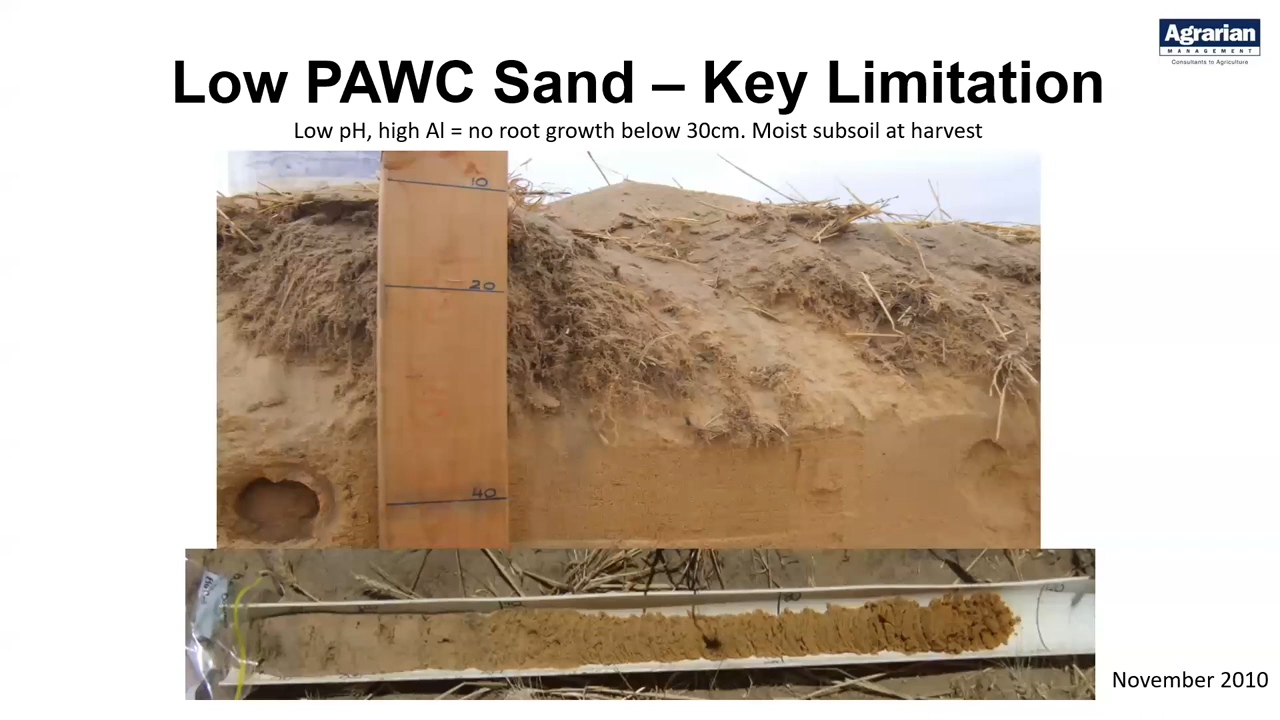 Agrarian
MANAGEMENT
Consultants to Agriculture
Low PAWC Sand – Key Limitation
Low pH, high Al = no root growth below 30cm. Moist subsoil at harvest
10
20
40
November 2010